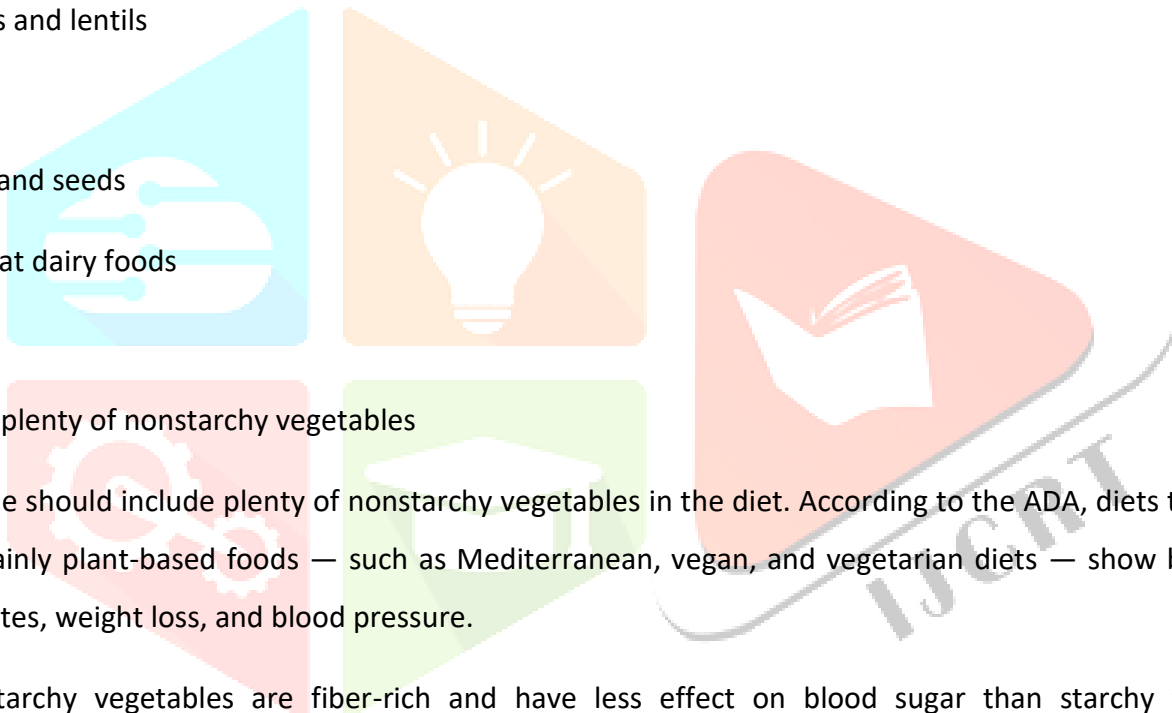 s and lentils
and seeds
at dairy foods
plenty of nonstarchy vegetables
e should include plenty of nonstarchy vegetables in the diet. According to the ADA, diets t
ainly plant-based foods — such as Mediterranean, vegan, and vegetarian diets — show b
tes, weight loss, and blood pressure.
tarchy vegetables are fiber-rich and have less effect on blood sugar than starchy
IJCRT